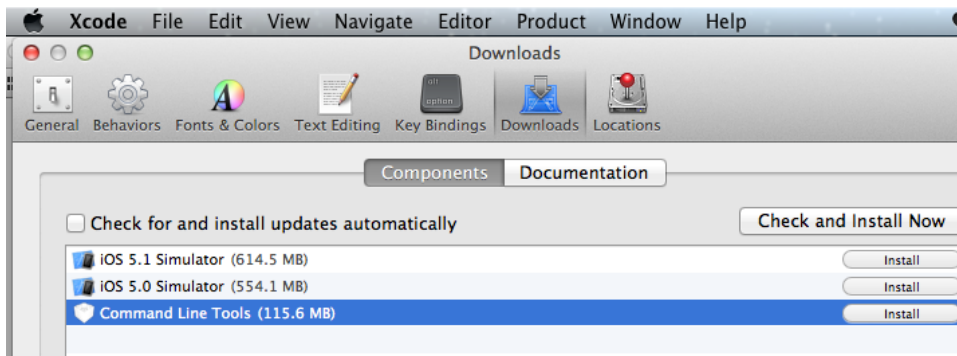 Xcode File Edit View Navigate Editor Product Window Help
Downloads
alt
option
General Behaviors Fonts & Colors Text Editing Key Bindings Downloads Locations
Components Documentation
Check for and install updates automatically Check and Install Now
iOS 5.1 Simulator (614.5 MB) Install
iOS 5.0 Simulator (554.1 MB) Install
Command Line Tools (115.6 MB) Install